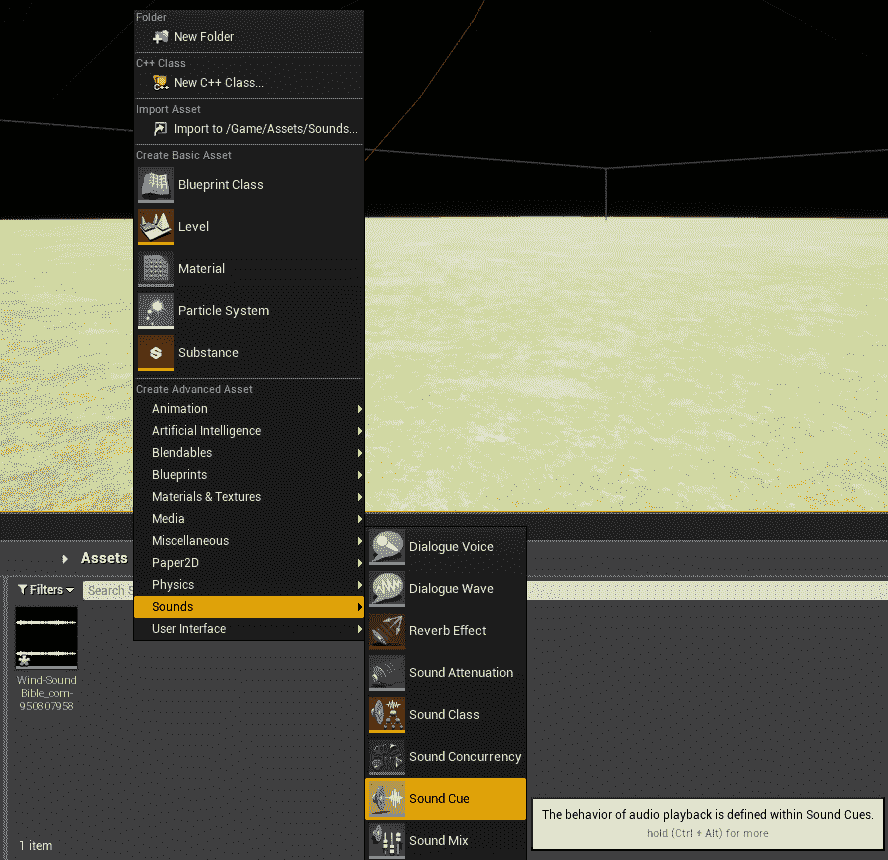 Folder
New Folder
C++ Class
New C++ Class...
Import Asset
Import to /Game/Assets/Sounds...
Create Basic Asset
Blueprint Class
Level
Material
Particle System
Substance
Create Advanced Asset
Animation
Artificial Intelligence
Blendables
Blueprints
Materials & Textures
Media
Miscellaneous
Paper2D
Physics
Sounds
User Interface
Dialogue Voice
Dialogue Wave
Reverb Effect
Sound Attenuation
Sound Class
Sound Concurrency
Sound Cue
Sound Mix
The behavior of audio playback is defined within Sound Cues.
hold (Ctrl + Alt) for more
Assets
Filters
Search S
Wind-Sound
Bible_com-
950807958
1 item